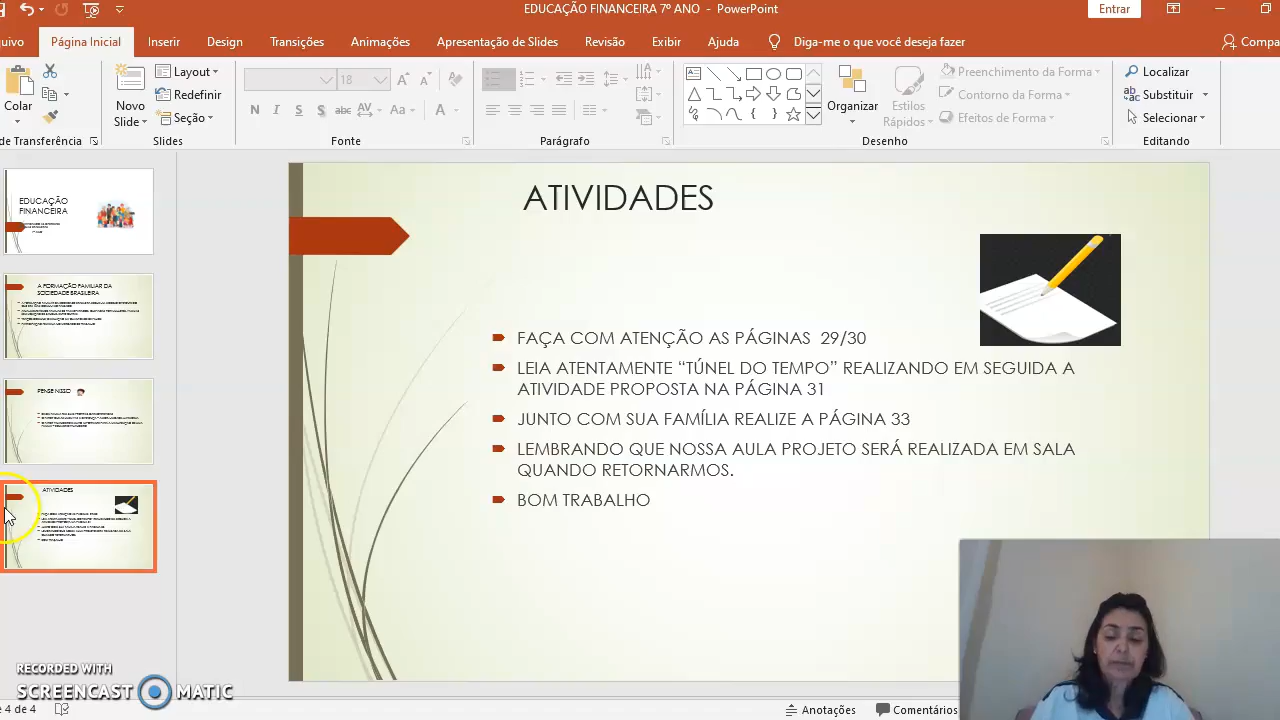 EDUCAÇÃO FINANCEIRA 7º ANO - PowerPoint
Entrar
quivo Página Inicial Inserir Design Transições Animações Apresentação de Slides Revisão Exibir Ajuda Diga-me o que você deseja fazer Compa
Colar
Novo
Slide
Layout
Redefinir
Seção
18
N I S S abc AV Aa A
Organizar
Estilos
Rápidos
Preenchimento da Forma
Contorno da Forma
Efeitos de Forma
Localizar
Substituir
Selecionar
de Transferência Slides Fonte Parágrafo Desenho Editando
EDUCAÇÃO
FINANCEIRA
A FORMAÇÃO FAMILIAR DA
SOCIEDADE BRASILEIRA
PENSE NISSO
ATIVIDADES
ATIVIDADES
FAÇA COM ATENÇÃO AS PÁGINAS 29/30
LEIA ATENTAMENTE “TÚNEL DO TEMPO” REALIZANDO EM SEGUIDA A
ATIVIDADE PROPOSTA NA PÁGINA 31
JUNTO COM SUA FAMÍLIA REALIZE A PÁGINA 33
LEMBRANDO QUE NOSSA AULA PROJETO SERÁ REALIZADA EM SALA
QUANDO RETORNARMOS.
BOM TRABALHO
RECORDED WITH
SCREENCAST MATIC
e 4 de 4
Anotações
Comentários